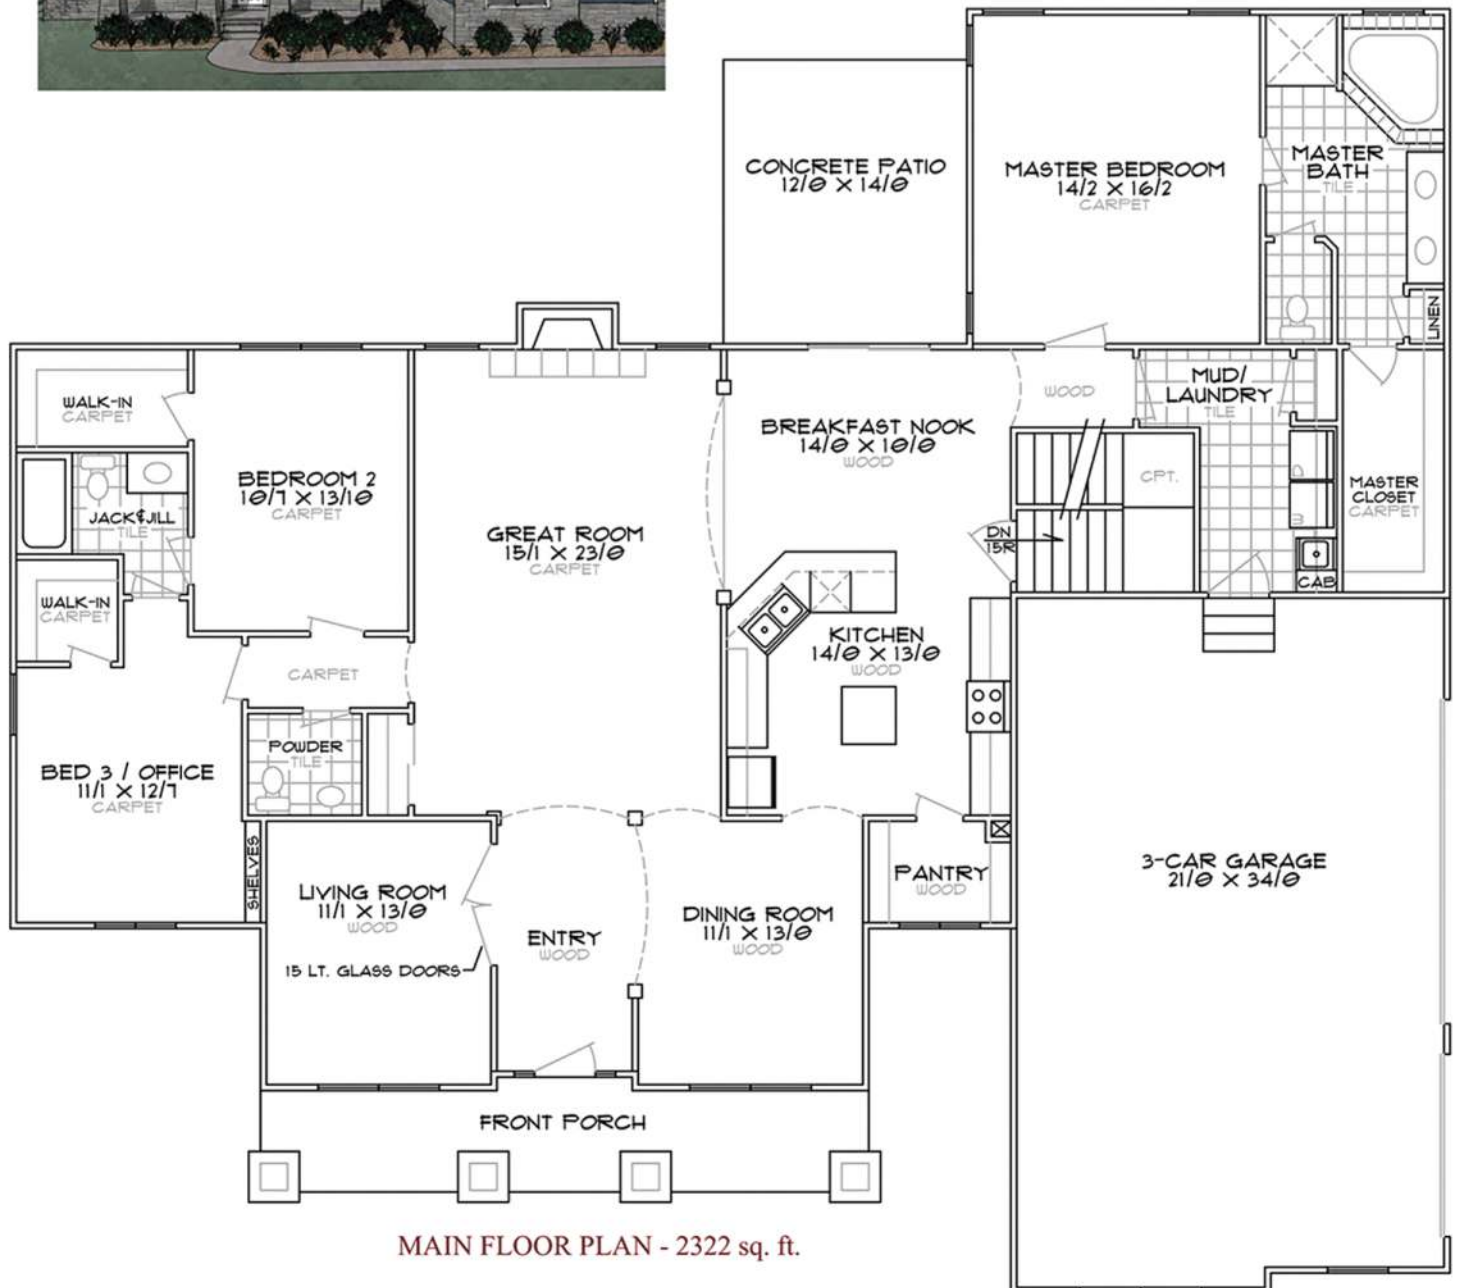 CONCRETE PATIO
12/0 X 14/0
MASTER BEDROOM
14/2 X 16/2
CARPET
MASTER
BATH
TILE
LINEN
WALK-IN
CARPET
BEDROOM 2
10/7 X 13/10
CARPET
JACK&JILL
TILE
WALK-IN
CARPET
GREAT ROOM
15/1 X 23/0
CARPET
BREAKFAST NOOK
14/0 X 10/0
WOOD
WOOD
MUD/
LAUNDRY
TILE
CPT.
MASTER
CLOSET
CARPET
DN
15R
CAB
D
KITCHEN
14/0 X 13/0
WOOD
CARPET
POWDER
TILE
BED 3 / OFFICE
11/1 X 12/7
CARPET
SHELVES
LIVING ROOM
11/1 X 13/0
WOOD
15 LT. GLASS DOORS
ENTRY
WOOD
DINING ROOM
11/1 X 13/0
WOOD
PANTRY
WOOD
3-CAR GARAGE
21/0 X 34/0
FRONT PORCH
MAIN FLOOR PLAN - 2322 sq. ft.